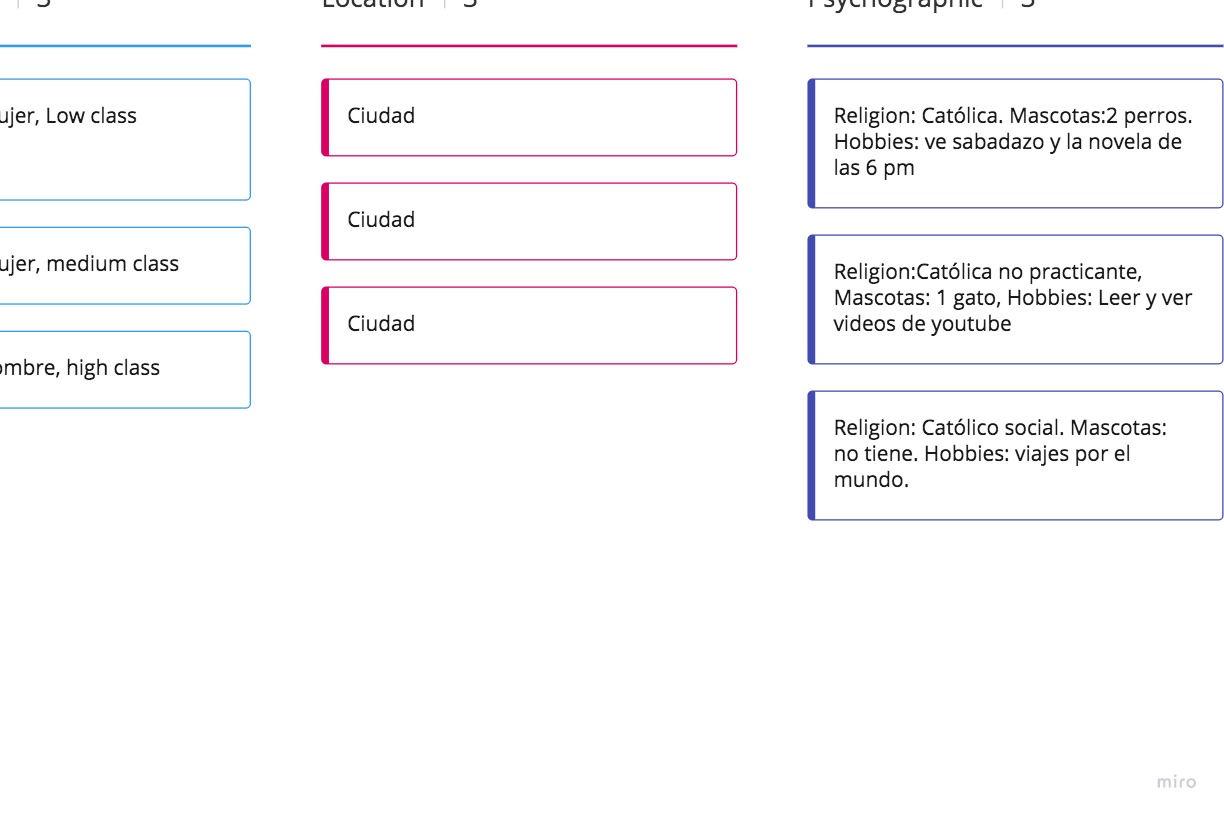 3
Location 3
Psychographic 3
ujer, Low class
ujer, medium class
ombre, high class
Ciudad
Ciudad
Ciudad
Religion: Católica. Mascotas:2 perros.
Hobbies: ve sabadazo y la novela de
las 6 pm
Religion:Católica no practicante,
Mascotas: 1 gato, Hobbies: Leer y ver
videos de youtube
Religion: Católico social. Mascotas:
no tiene. Hobbies: viajes por el
mundo.
miro